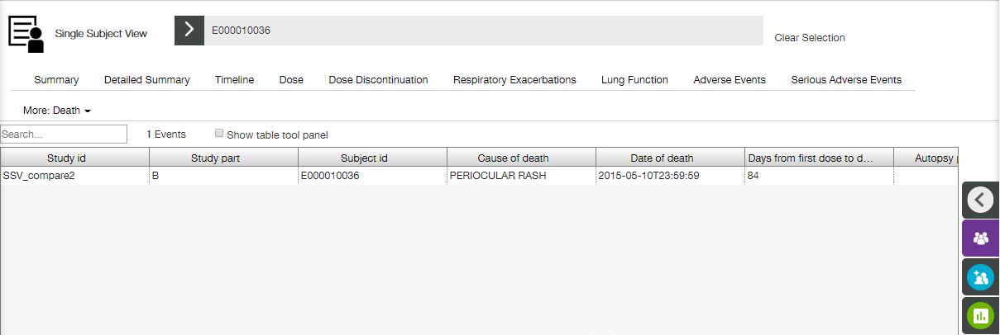 Single Subject View
E000010036
Clear Selection
Summary Detailed Summary Timeline Dose Dose Discontinuation Respiratory Exacerbations Lung Function Adverse Events Serious Adverse Events
More: Death
Search... 1 Events Show table tool panel
Study id Study part Subject id Cause of death Date of death Days from first dose to d... Autopsy
SSV_compare2 B E000010036 PERIOCULAR RASH 2015-05-10T23:59:59 84